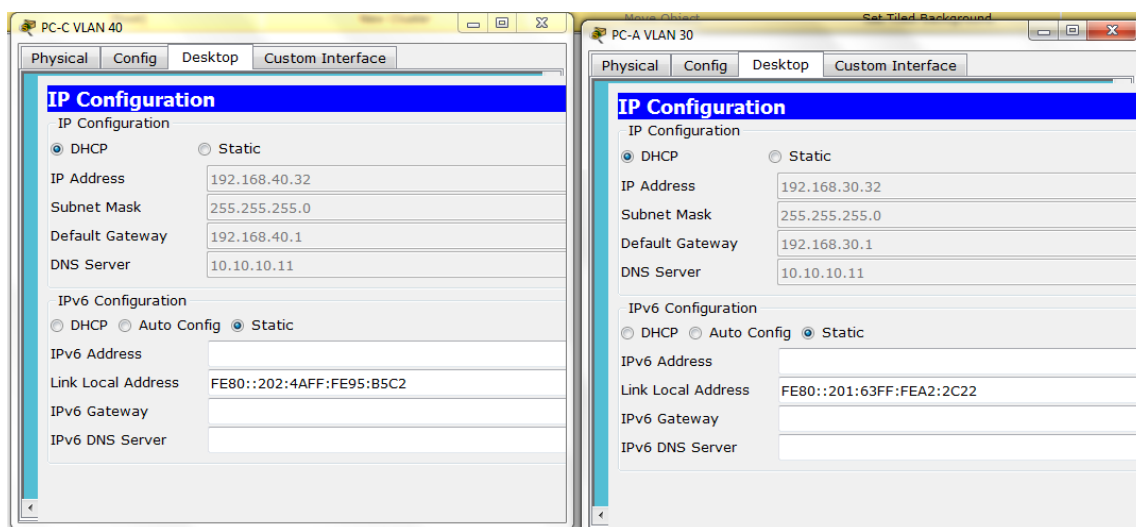 Move Object
Set Tiled Background
PC-C VLAN 40
Physical Config Desktop Custom Interface
IP Configuration
IP Configuration
DHCP Static
IP Address 192.168.40.32
Subnet Mask 255.255.255.0
Default Gateway 192.168.40.1
DNS Server 10.10.10.11
IPv6 Configuration
DHCP Auto Config Static
IPv6 Address
Link Local Address FE80::202:4AFF:FE95:B5C2
IPv6 Gateway
IPv6 DNS Server
PC-A VLAN 30
Physical Config Desktop Custom Interface
IP Configuration
IP Configuration
DHCP Static
IP Address 192.168.30.32
Subnet Mask 255.255.255.0
Default Gateway 192.168.30.1
DNS Server 10.10.10.11
IPv6 Configuration
DHCP Auto Config Static
IPv6 Address
Link Local Address FE80::201:63FF:FEA2:2C22
IPv6 Gateway
IPv6 DNS Server